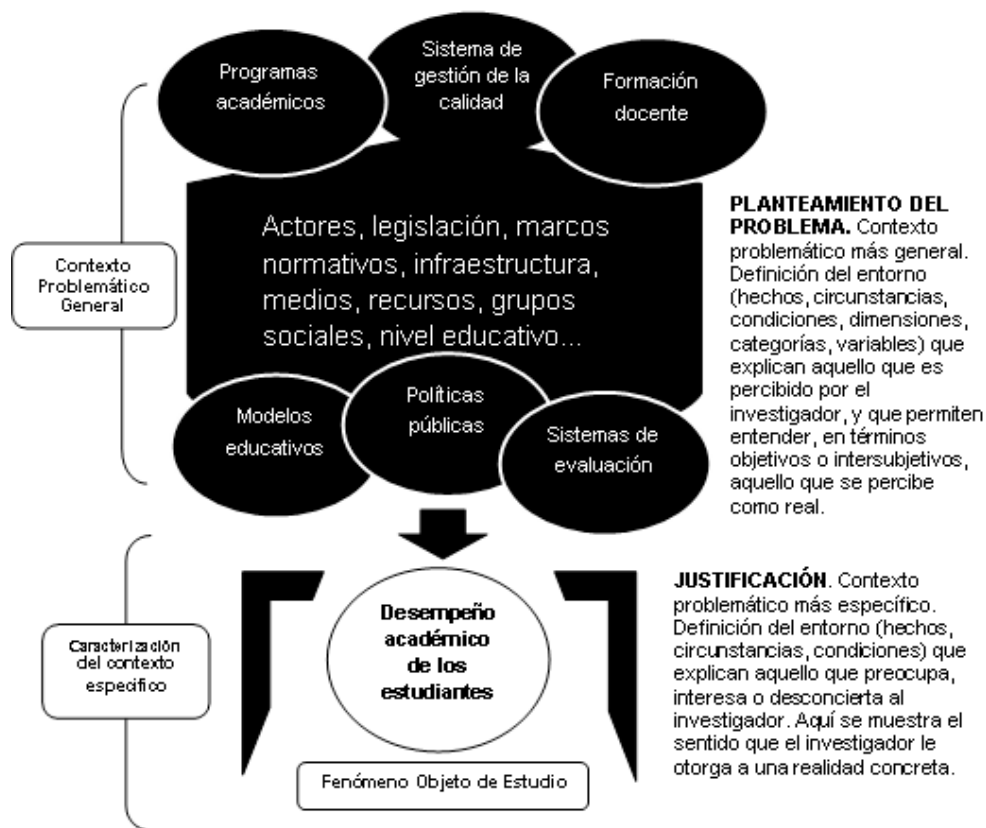 Programas
académicos
Sistema de
gestión de la
calidad
Formación
docente
Contexto
Problemático
General
Actores, legislación, marcos
normativos, infraestructura,
medios, recursos, grupos
sociales, nivel educativo...
Modelos
educativos
Políticas
públicas
Sistemas de
evaluación
PLANTEAMIENTO DEL
PROBLEMA. Contexto
problemático más general.
Definición del entorno
(hechos, circunstancias,
condiciones, dimensiones,
categorías, variables) que
explican aquello que es
percibido por el
investigador, y que permiten
entender, en términos
objetivos o intersubjetivos,
aquello que se percibe
como real.
Caracterización
del contexto
especifico
Desempeño
académico
de los
estudiantes
Fenómeno Objeto de Estudio
JUSTIFICACIÓN. Contexto
problemático más específico.
Definición del entorno (hechos,
circunstancias, condiciones) que
explican aquello que preocupa,
interesa o desconcierta al
investigador. Aquí se muestra el
sentido que el investigador le
otorga a una realidad concreta.